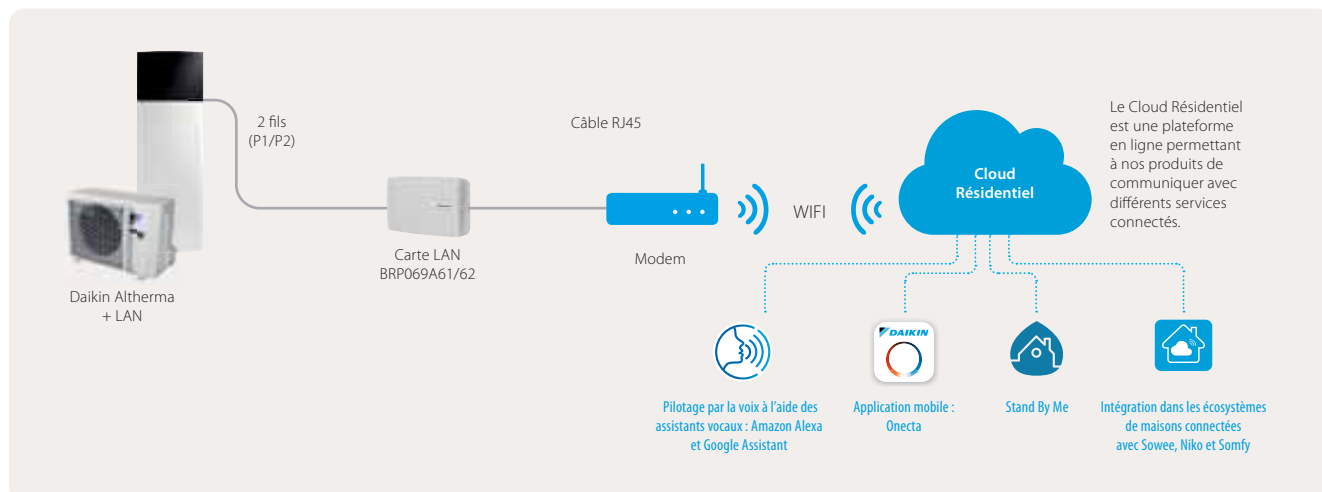 2 fils
(P1/P2)
Câble RJ45
Carte LAN
BRP069A61/62
Modem
WIFI
Cloud
Résidentiel
Le Cloud Résidentiel
est une plateforme
en ligne permettant
à nos produits de
communiquer avec
différents services
connectés.
Daikin Altherma
+ LAN
DAIKIN
Pilotage par la voix à l'aide des
assistants vocaux : Amazon Alexa
et Google Assistant
Application mobile :
Onecta
Stand By Me
Intégration dans les écosystèmes
de maisons connectées
avec Sowee, Niko et Somfy